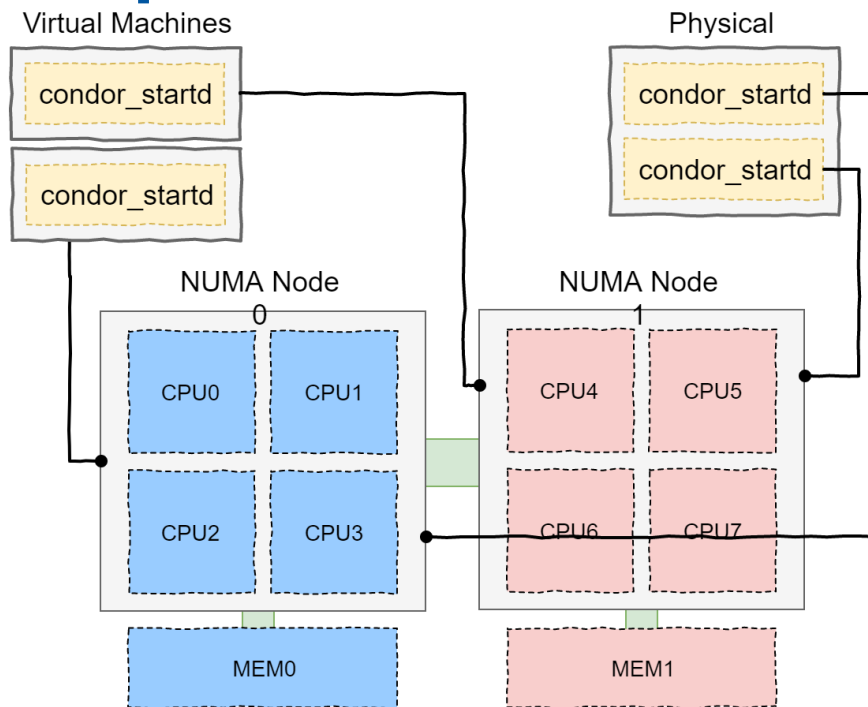 Virtual Machines
Physical
condor_startd
condor_startd
condor_startd
condor_startd
NUMA Node
0
NUMA Node
1
CPU0
CPU1
CPU4
CPU5
CPU2
CPU3
CPU6
CPU7
MEM0
MEM1